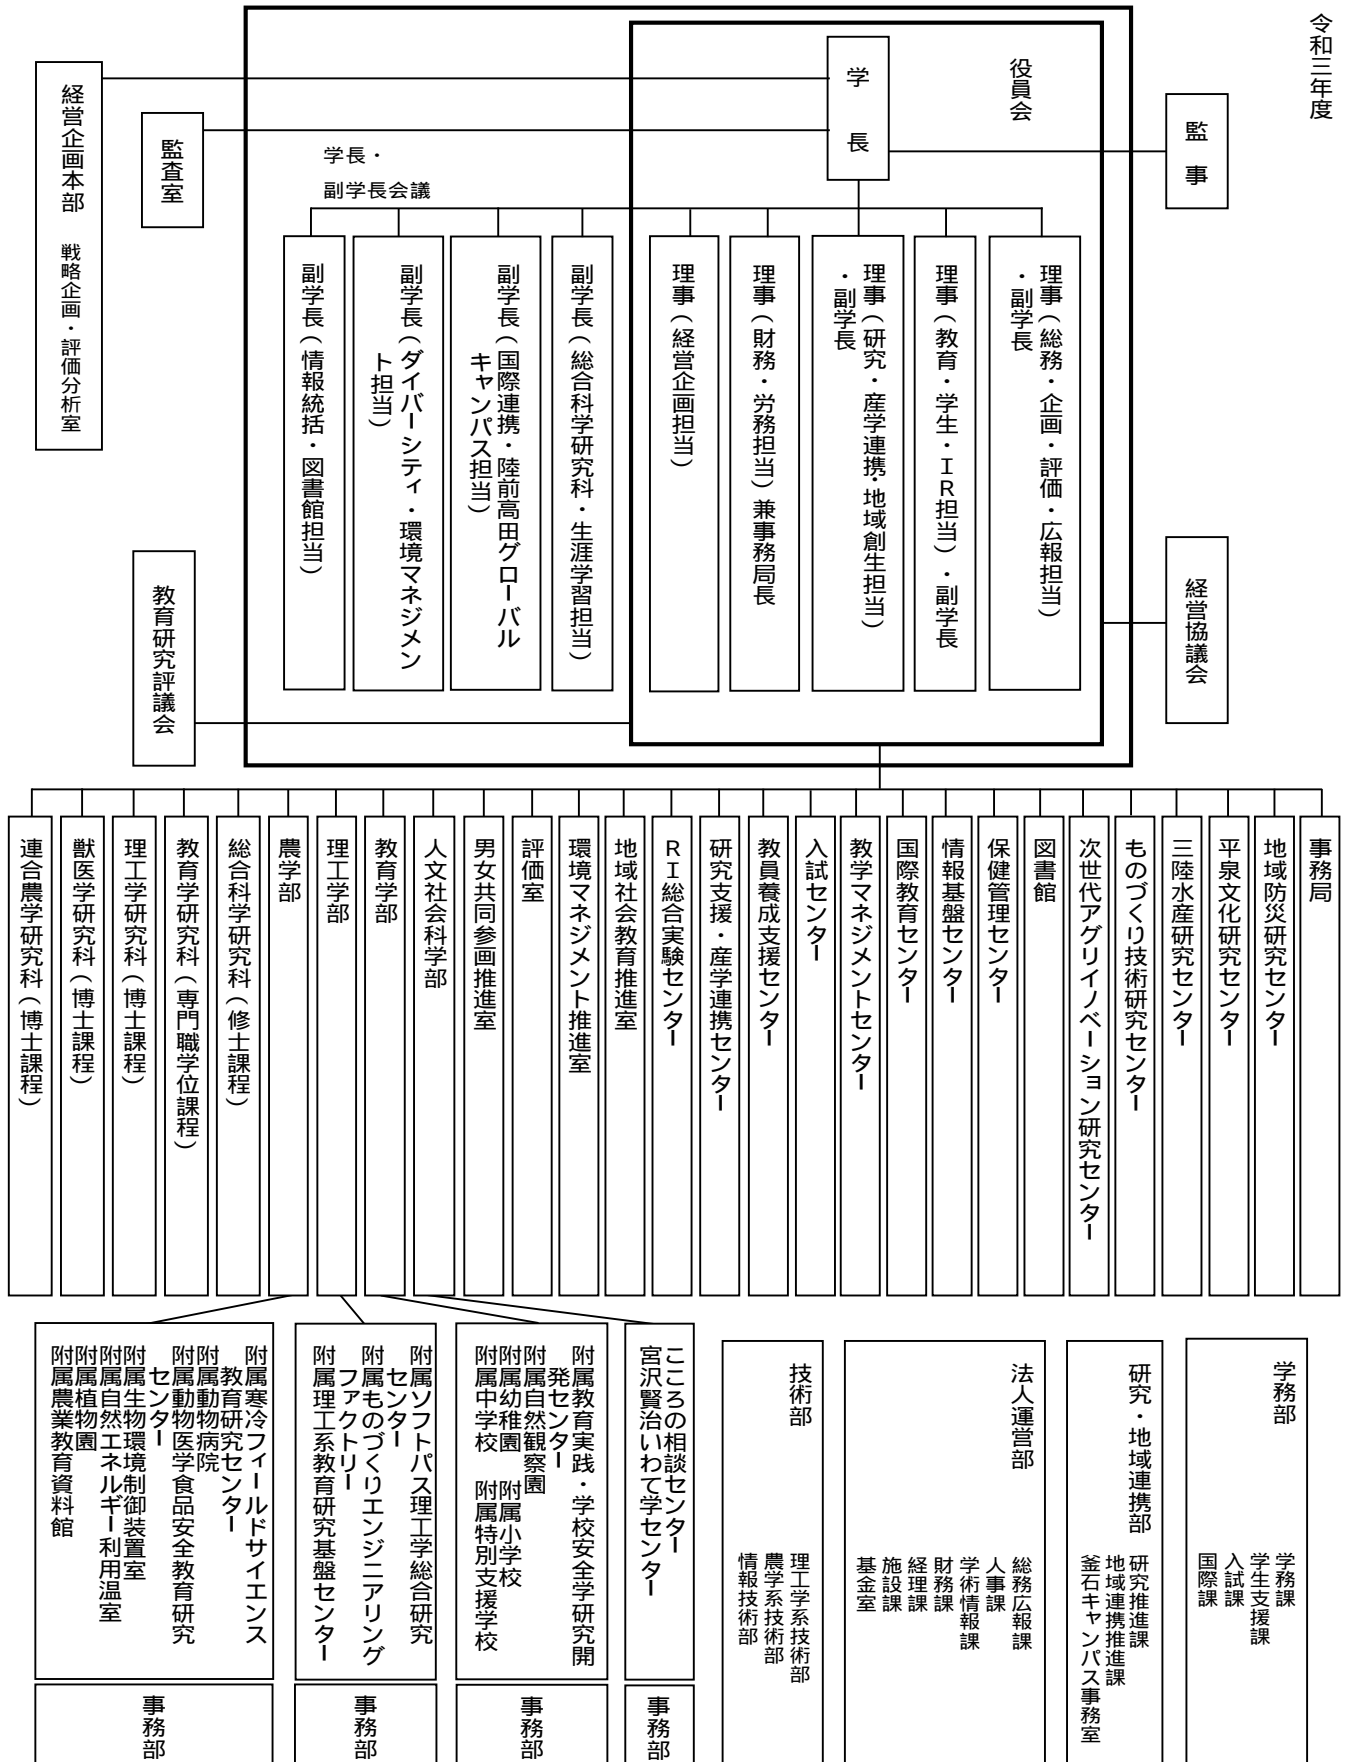 令和三年度
役員会
学長
監事
経営企画本部 戦略企画・評価分析室
監査室
学長・
副学長会議
理事(総務・企画・評価・広報担当)
・副学長
理事(教育・学生・IR担当)・副学長
理事(研究・産学連携・地域創生担当)
・副学長
理事(財務・労務担当)兼事務局長
理事(経営企画担当)
副学長(総合科学研究科・生涯学習担当)
副学長(国際連携・陸前高田グローバル
キャンパス担当)
副学長(ダイバーシティ・環境マネジメン
ト担当)
副学長(情報統括・図書館担当)
経営協議会
教育研究評議会
事務局
地域防災研究センター
平泉文化研究センター
三陸水産研究センター
ものづくり技術研究センター
次世代アグリイノベーション研究センター
図書館
保健管理センター
情報基盤センター
国際教育センター
教学マネジメントセンター
入試センター
教員養成支援センター
研究支援・産学連携センター
RI総合実験センター
地域社会教育推進室
環境マネジメント推進室
評価室
男女共同参画推進室
人文社会科学部
教育学部
理工学部
農学部
総合科学研究科(修士課程)
教育学研究科(専門職学位課程)
理工学研究科(博士課程)
獣医学研究科(博士課程)
連合農学研究科(博士課程)
学務部
学務課
学生支援課
入試課
国際課
研究・地域連携部
研究推進課
地域連携推進課
釜石キャンパス事務室
法人運営部
総務広報課
人事課
学術情報課
財務課
経理課
施設課
基金室
技術部
理工学系技術部
農学系技術部
情報技術部
こころの相談センター
宮沢賢治いわて学センター
事務部
附属教育実践・学校安全学研究開
発センター
附属自然観察園
附属幼稚園 附属小学校
附属中学校 附属特別支援学校
事務部
附属ソフトパス理工学総合研究
センター
附属ものづくりエンジニアリング
ファクトリー
附属理工系教育研究基盤センター
事務部
附属寒冷フィールドサイエンス
教育研究センター
附属動物病院
附属動物医学食品安全教育研究
センター
附属生物環境制御装置室
附属自然エネルギー利用温室
附属植物園
附属農業教育資料館
事務部